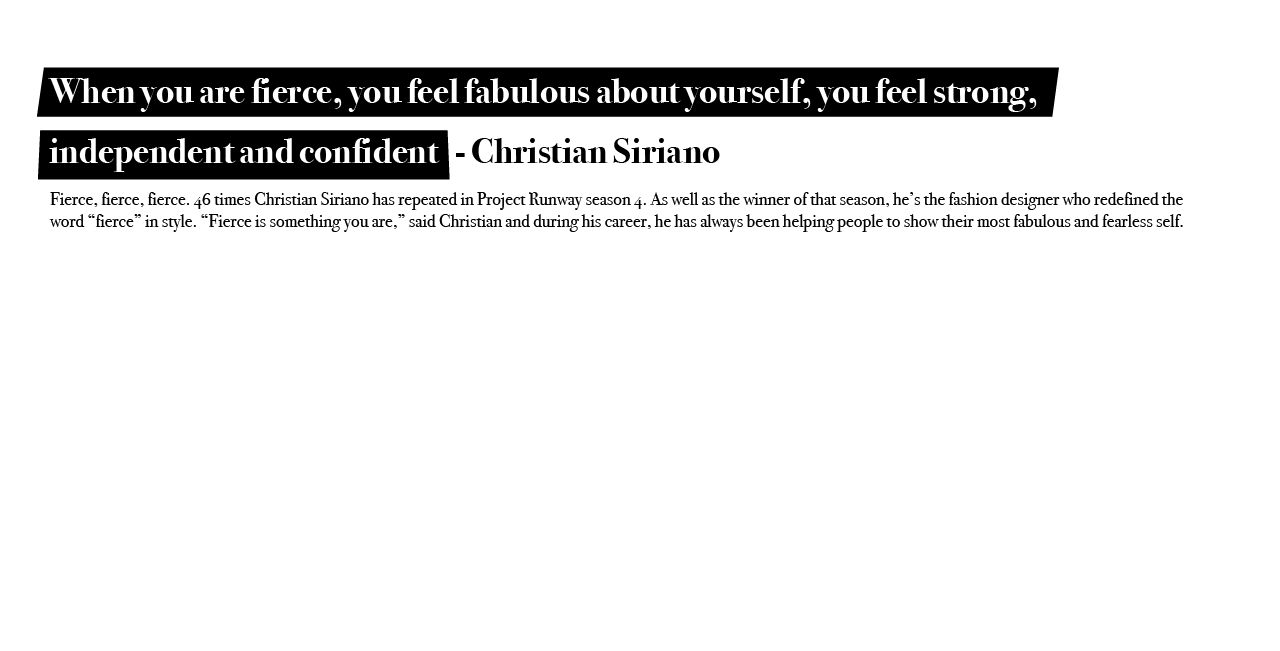 When you are fierce, you feel fabulous about yourself, you feel strong,
independent and confident - Christian Siriano
Fierce, fierce, fierce. 46 times Christian Siriano has repeated in Project Runway season 4. As well as the winner of that season, he’s the fashion designer who redefined the
word “fierce” in style. “Fierce is something you are,” said Christian and during his career, he has always been helping people to show their most fabulous and fearless self.